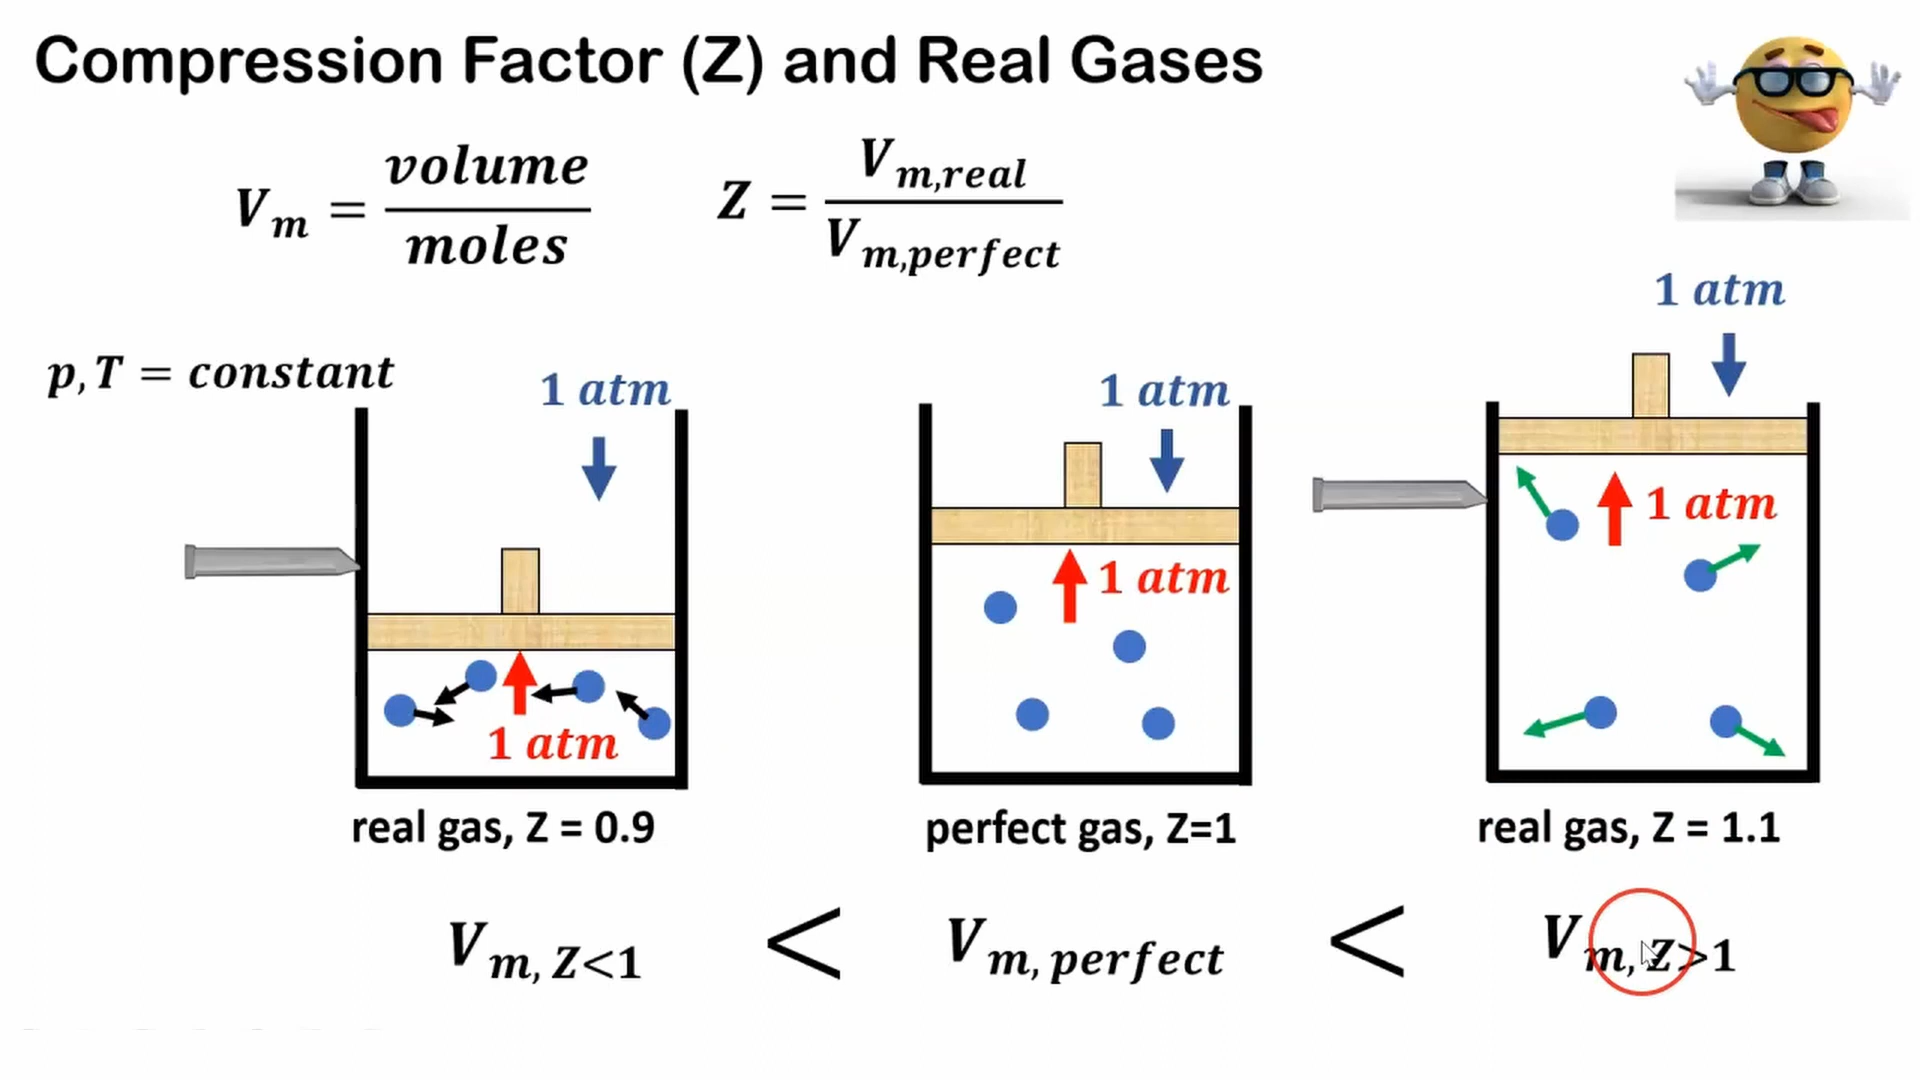 Compression Factor (Z) and Real Gases
V_m = volume / moles
Z = V_m,real / V_m,perfect
p, T = constant
1 atm
1 atm
1 atm
1 atm
1 atm
1 atm
real gas, Z = 0.9
perfect gas, Z=1
real gas, Z = 1.1
V_m, Z<1 < V_m, perfect < V_m, Z>1